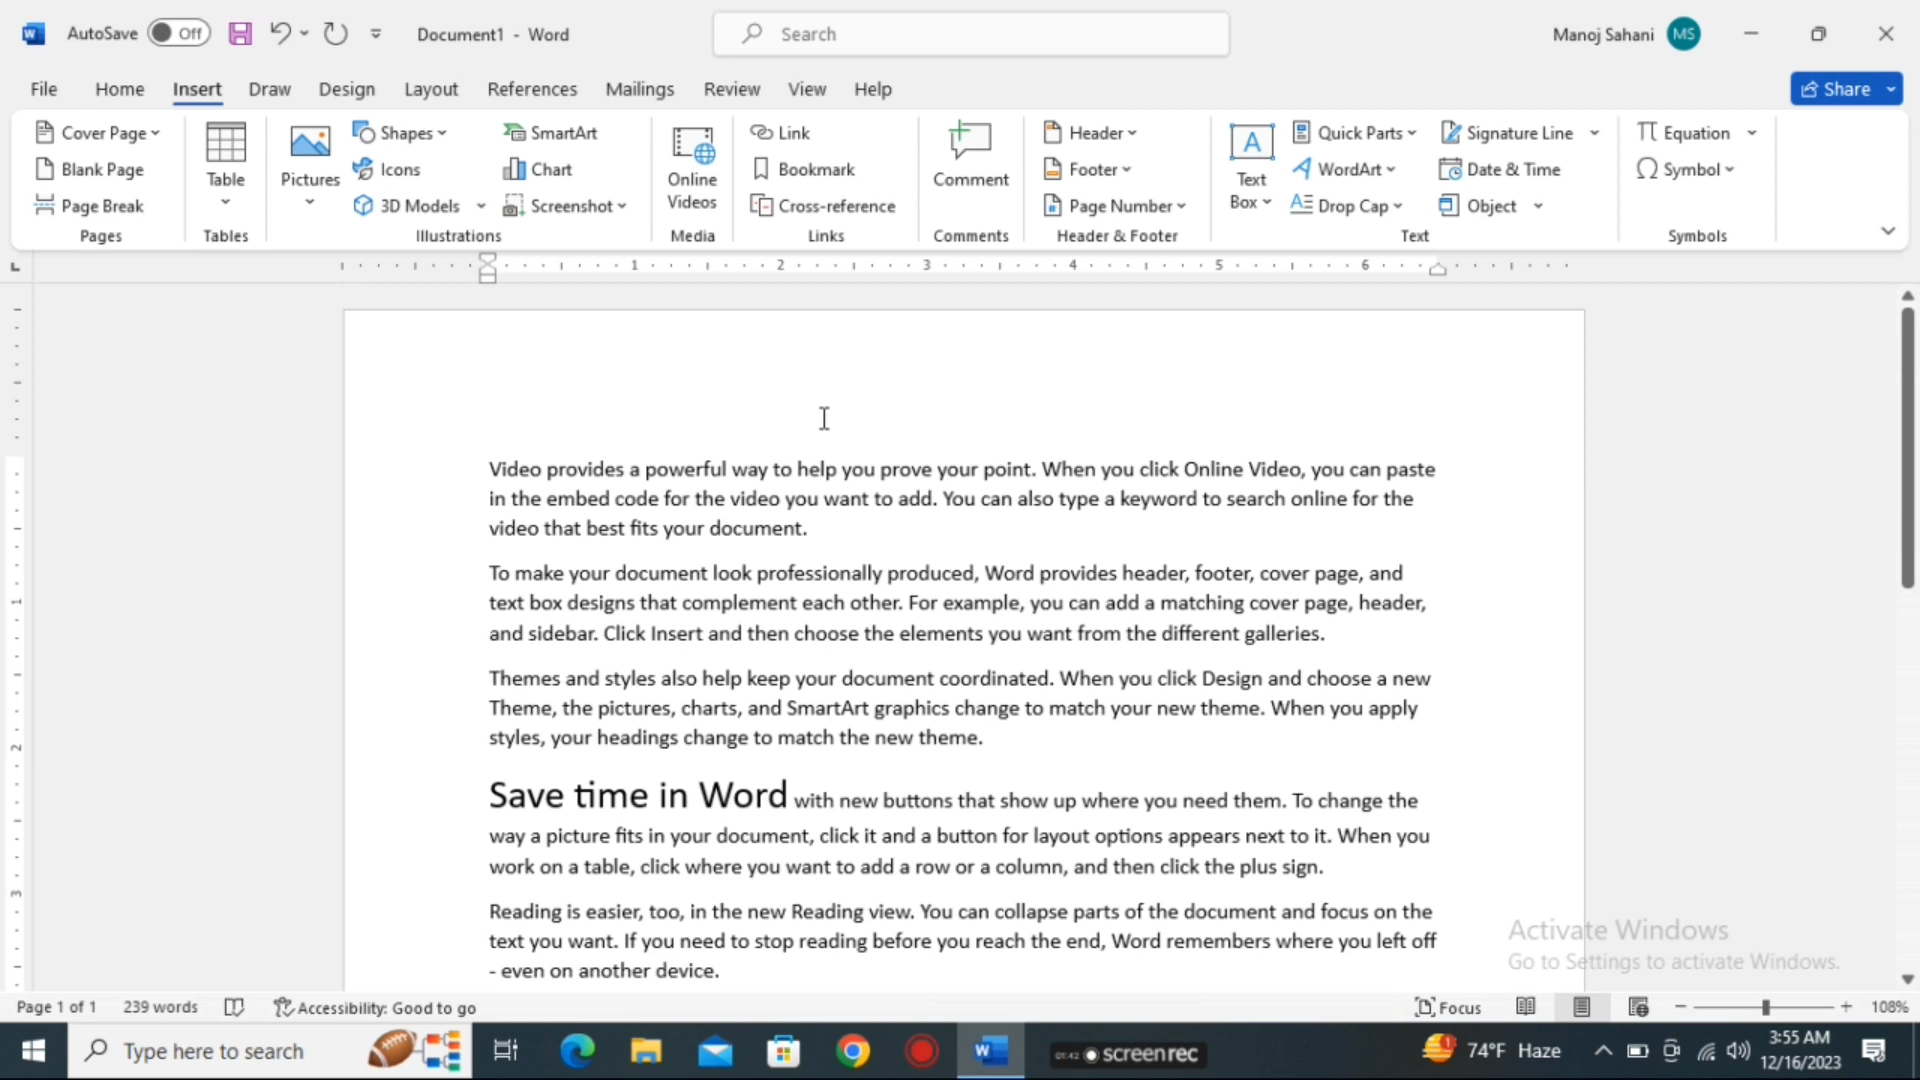 AutoSave Off Document1 - Word Search Manoj Sahani MS
File Home Insert Draw Design Layout References Mailings Review View Help Share
Cover Page
Blank Page
Page Break
Pages
Table
Tables
Pictures
Shapes
Icons
3D Models
SmartArt
Chart
Screenshot
Illustrations
Online
Videos
Media
Link
Bookmark
Cross-reference
Links
Comment
Comments
Header
Footer
Page Number
Header & Footer
A
Text
Box
Quick Parts
WordArt
Drop Cap
Signature Line
Date & Time
Object
Text
Equation
Symbol
Symbols
1 2 3 4 5 6
1
2
3
Video provides a powerful way to help you prove your point. When you click Online Video, you can paste
in the embed code for the video you want to add. You can also type a keyword to search online for the
video that best fits your document.
To make your document look professionally produced, Word provides header, footer, cover page, and
text box designs that complement each other. For example, you can add a matching cover page, header,
and sidebar. Click Insert and then choose the elements you want from the different galleries.
Themes and styles also help keep your document coordinated. When you click Design and choose a new
Theme, the pictures, charts, and SmartArt graphics change to match your new theme. When you apply
styles, your headings change to match the new theme.
Save time in Word with new buttons that show up where you need them. To change the
way a picture fits in your document, click it and a button for layout options appears next to it. When you
work on a table, click where you want to add a row or a column, and then click the plus sign.
Reading is easier, too, in the new Reading view. You can collapse parts of the document and focus on the
text you want. If you need to stop reading before you reach the end, Word remembers where you left off
- even on another device.
Activate Windows
Go to Settings to activate Windows.
Page 1 of 1 239 words Accessibility: Good to go Focus 108%
Type here to search 01:42 screenrec 1 74°F Haze
3:55 AM
12/16/2023